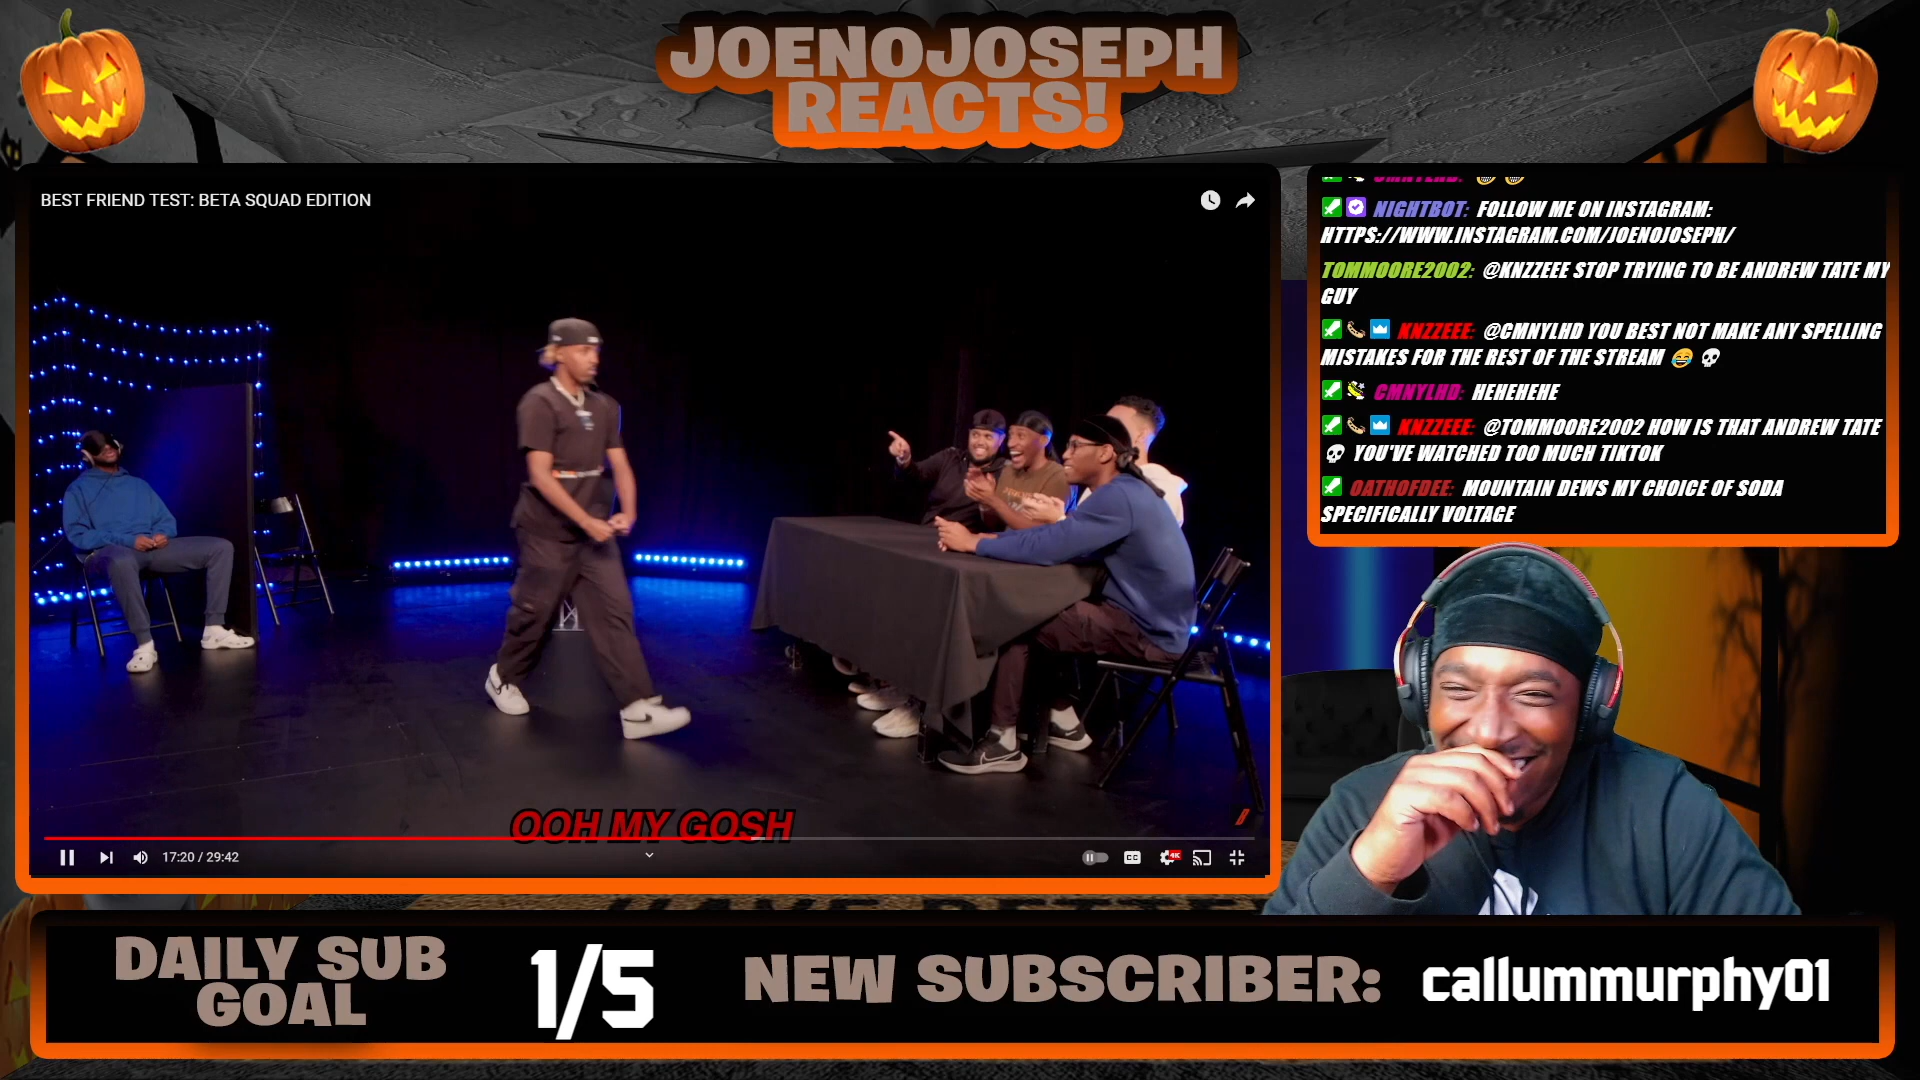 JOENOJOSEPH
REACTS!
BEST FRIEND TEST: BETA SQUAD EDITION
OOH MY GOSH
17:20 / 29:42
CC
4K
CMNYLHD:
NIGHTBOT: FOLLOW ME ON INSTAGRAM:
HTTPS://WWW.INSTAGRAM.COM/JOENOJOSEPH/
TOMMOORE2002: @KNZZEEE STOP TRYING TO BE ANDREW TATE MY
GUY
KNZZEEE: @CMNYLHD YOU BEST NOT MAKE ANY SPELLING
MISTAKES FOR THE REST OF THE STREAM 😂 💀
CMNYLHD: HEHEHEHE
KNZZEEE: @TOMMOORE2002 HOW IS THAT ANDREW TATE
💀 YOU'VE WATCHED TOO MUCH TIKTOK
OATHOFDEE: MOUNTAIN DEWS MY CHOICE OF SODA
SPECIFICALLY VOLTAGE
DAILY SUB
GOAL
1/5
NEW SUBSCRIBER:
callummurphy01